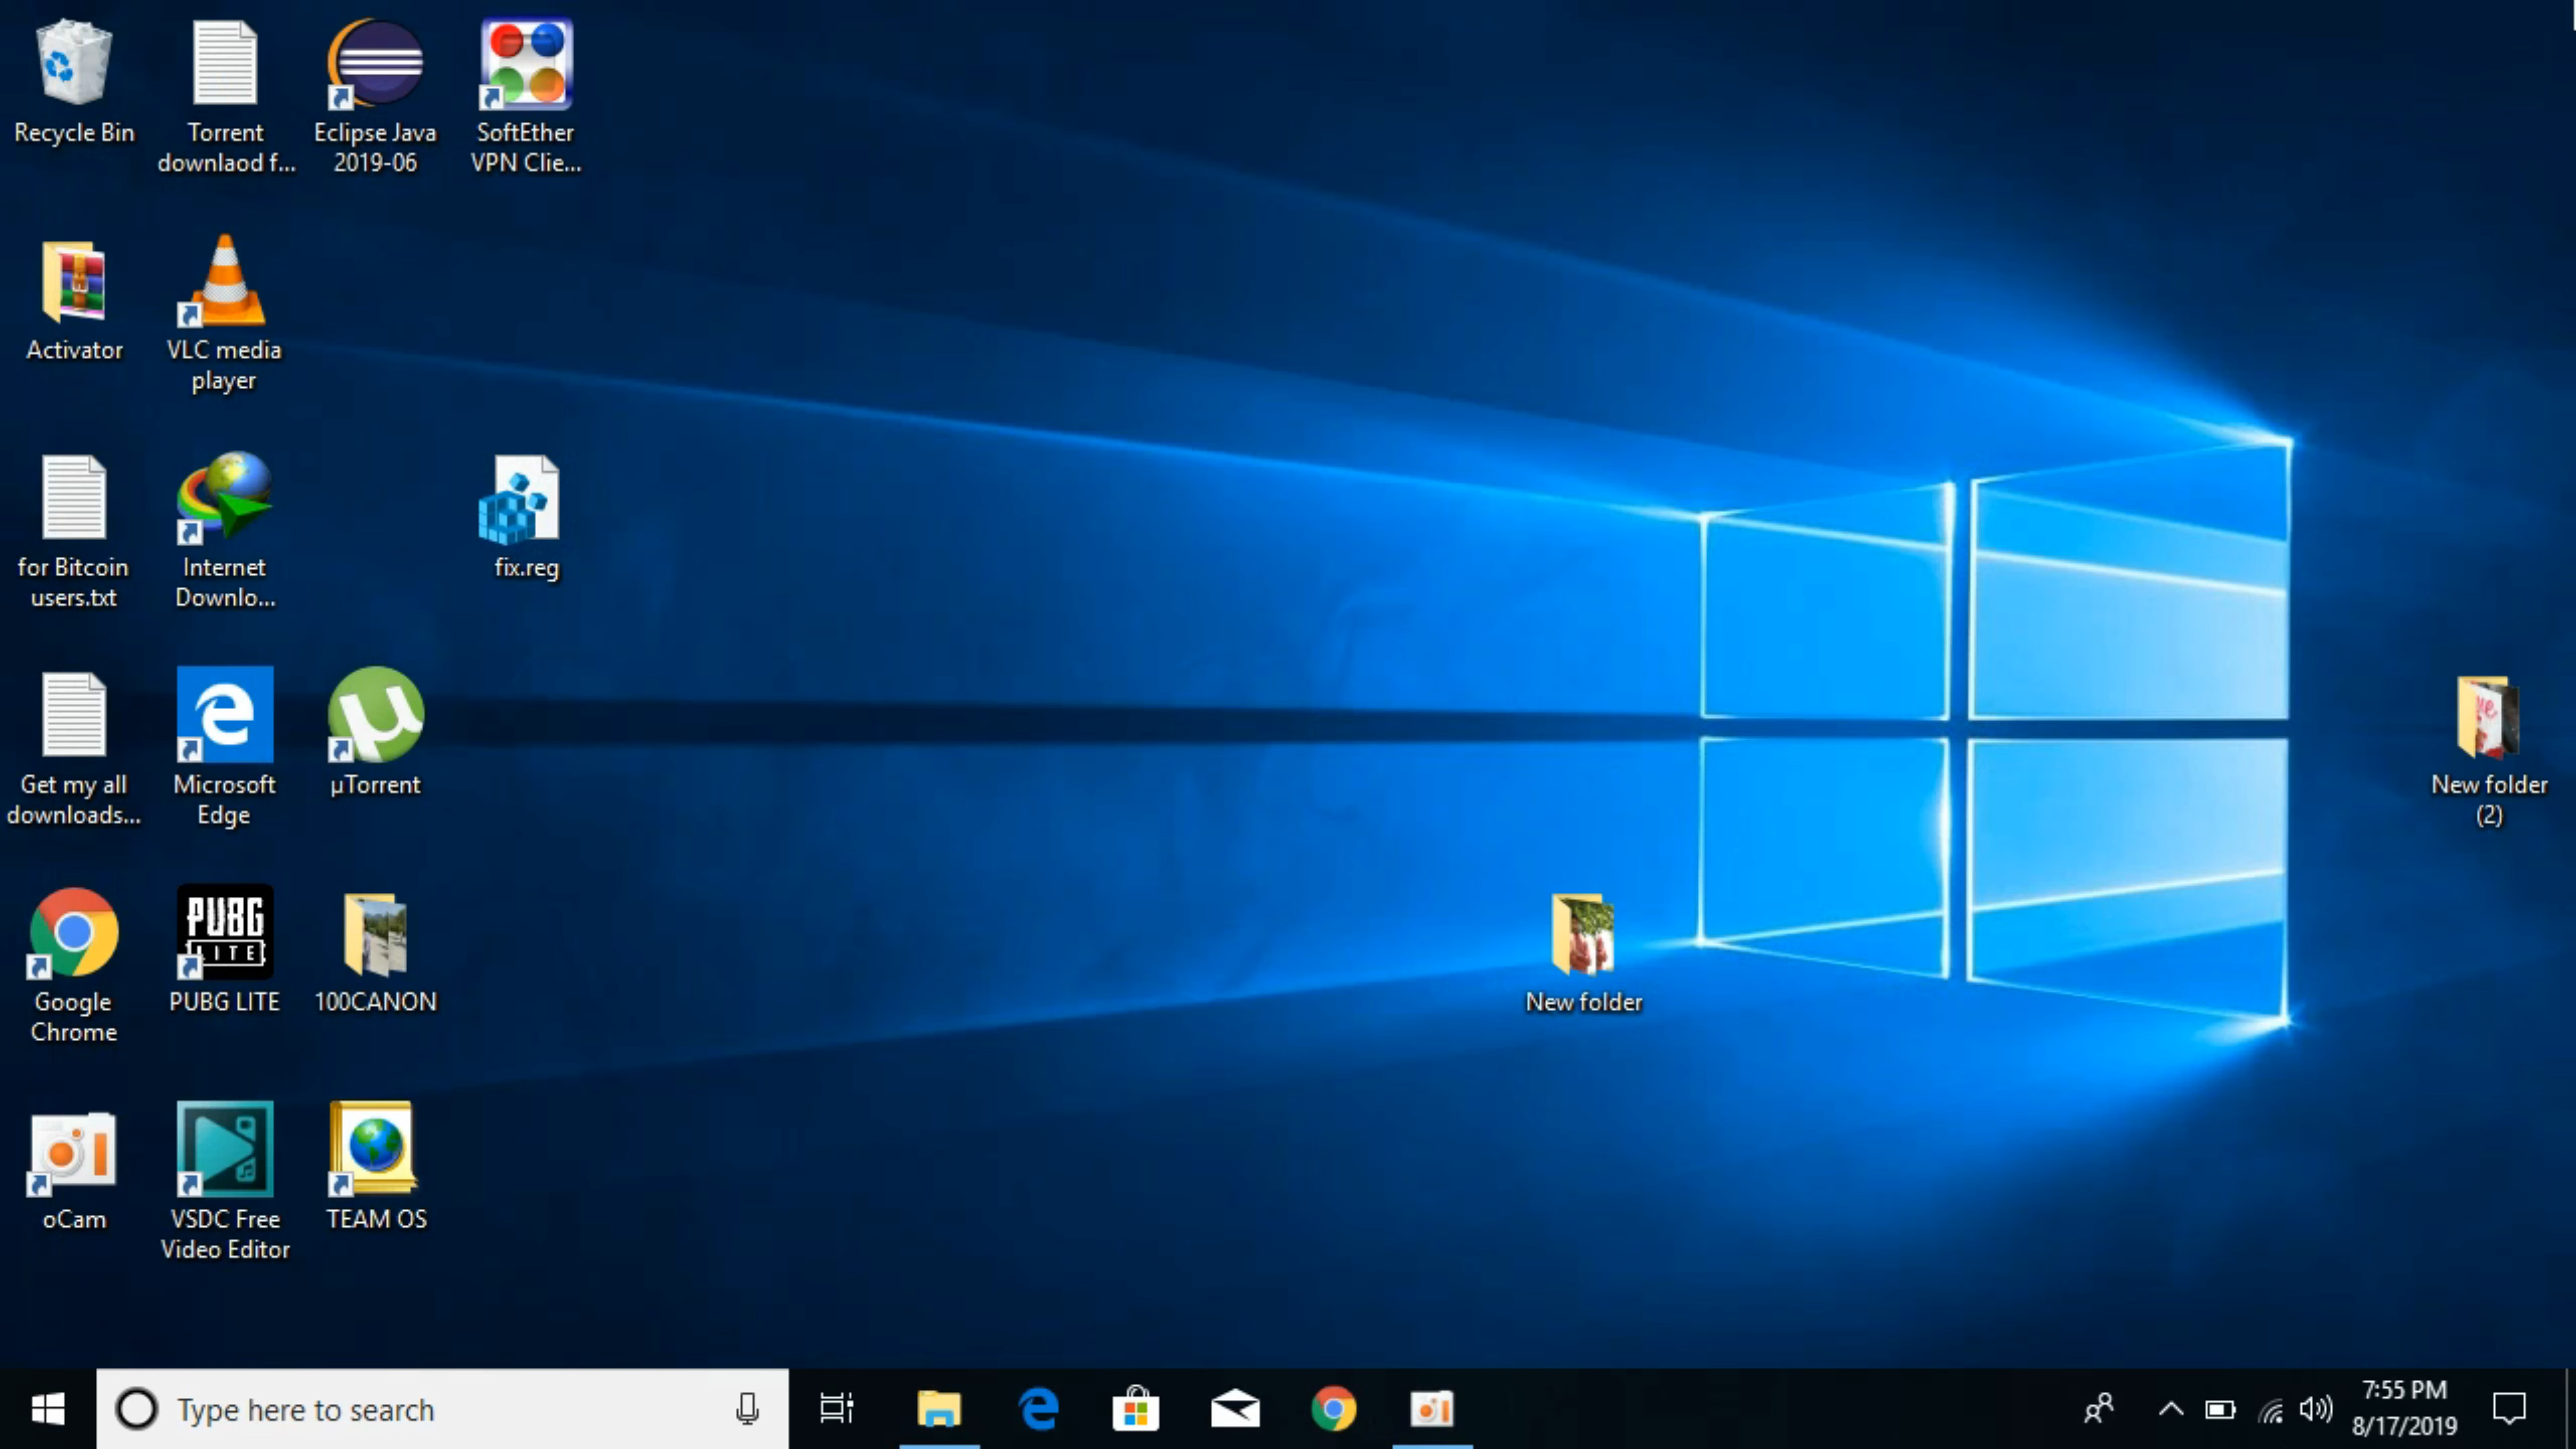 Recycle Bin
Torrent
downlaod f...
Eclipse Java
2019-06
SoftEther
VPN Clie...
Activator
VLC media
player
for Bitcoin
users.txt
Internet
Downlo...
fix.reg
Get my all
downloads...
Microsoft
Edge
µTorrent
New folder
(2)
PUBG
LITE
Google
Chrome
PUBG LITE
100CANON
New folder
oCam
VSDC Free
Video Editor
TEAM OS
Type here to search
7:55 PM
8/17/2019